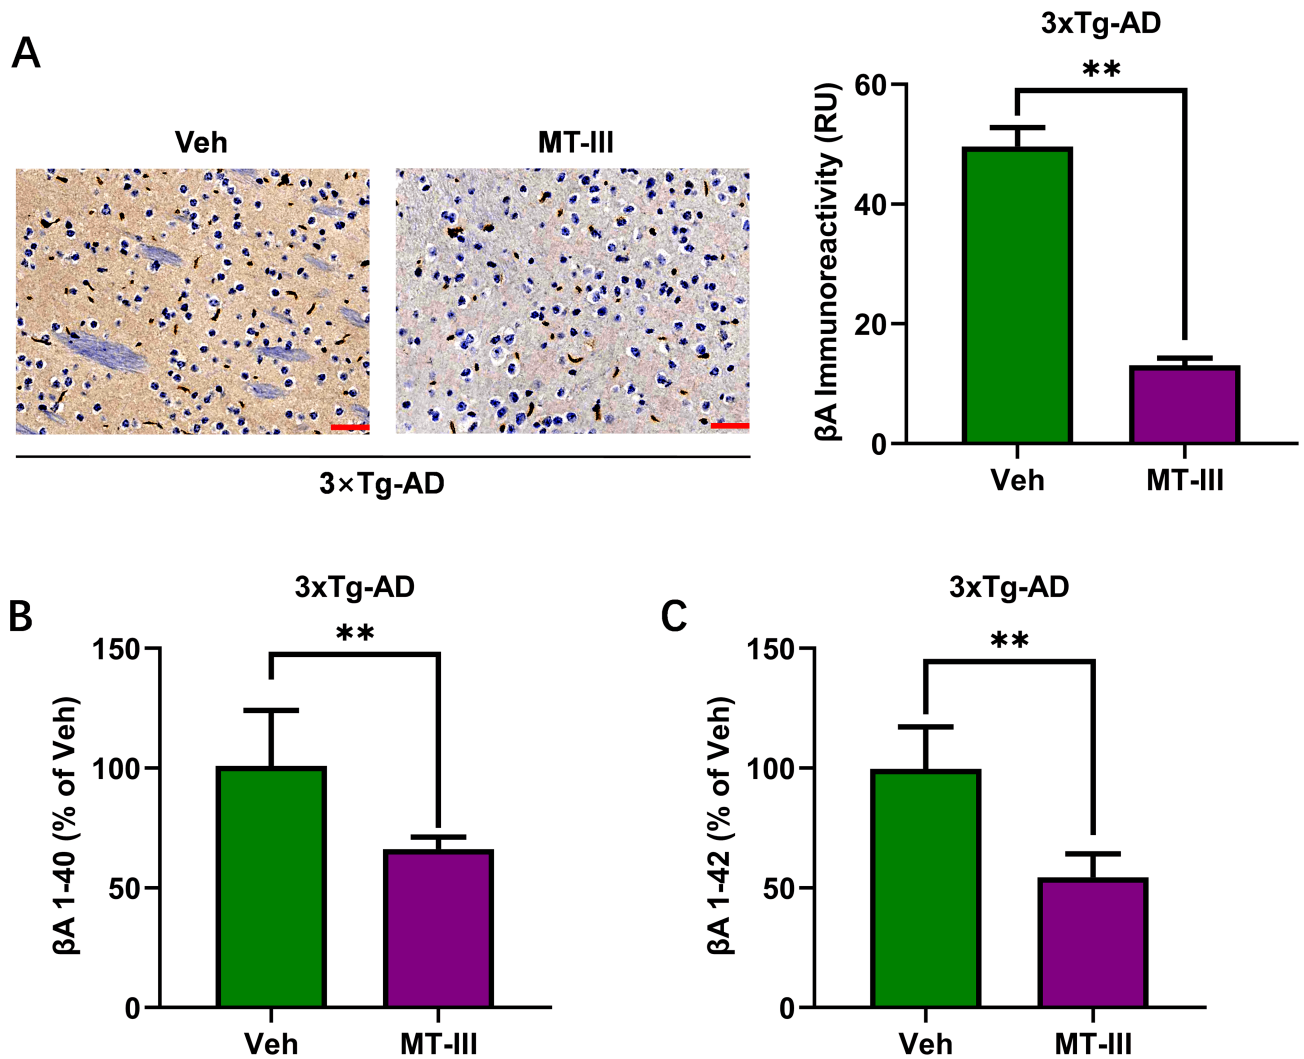 A
Veh
MT-III
3×Tg-AD
3xTg-AD
**
βA Immunoreactivity (RU)
60
40
20
0
Veh
MT-III
B
3xTg-AD
**
βA 1-40 (% of Veh)
150
100
50
0
Veh
MT-III
C
3xTg-AD
**
βA 1-42 (% of Veh)
150
100
50
0
Veh
MT-III